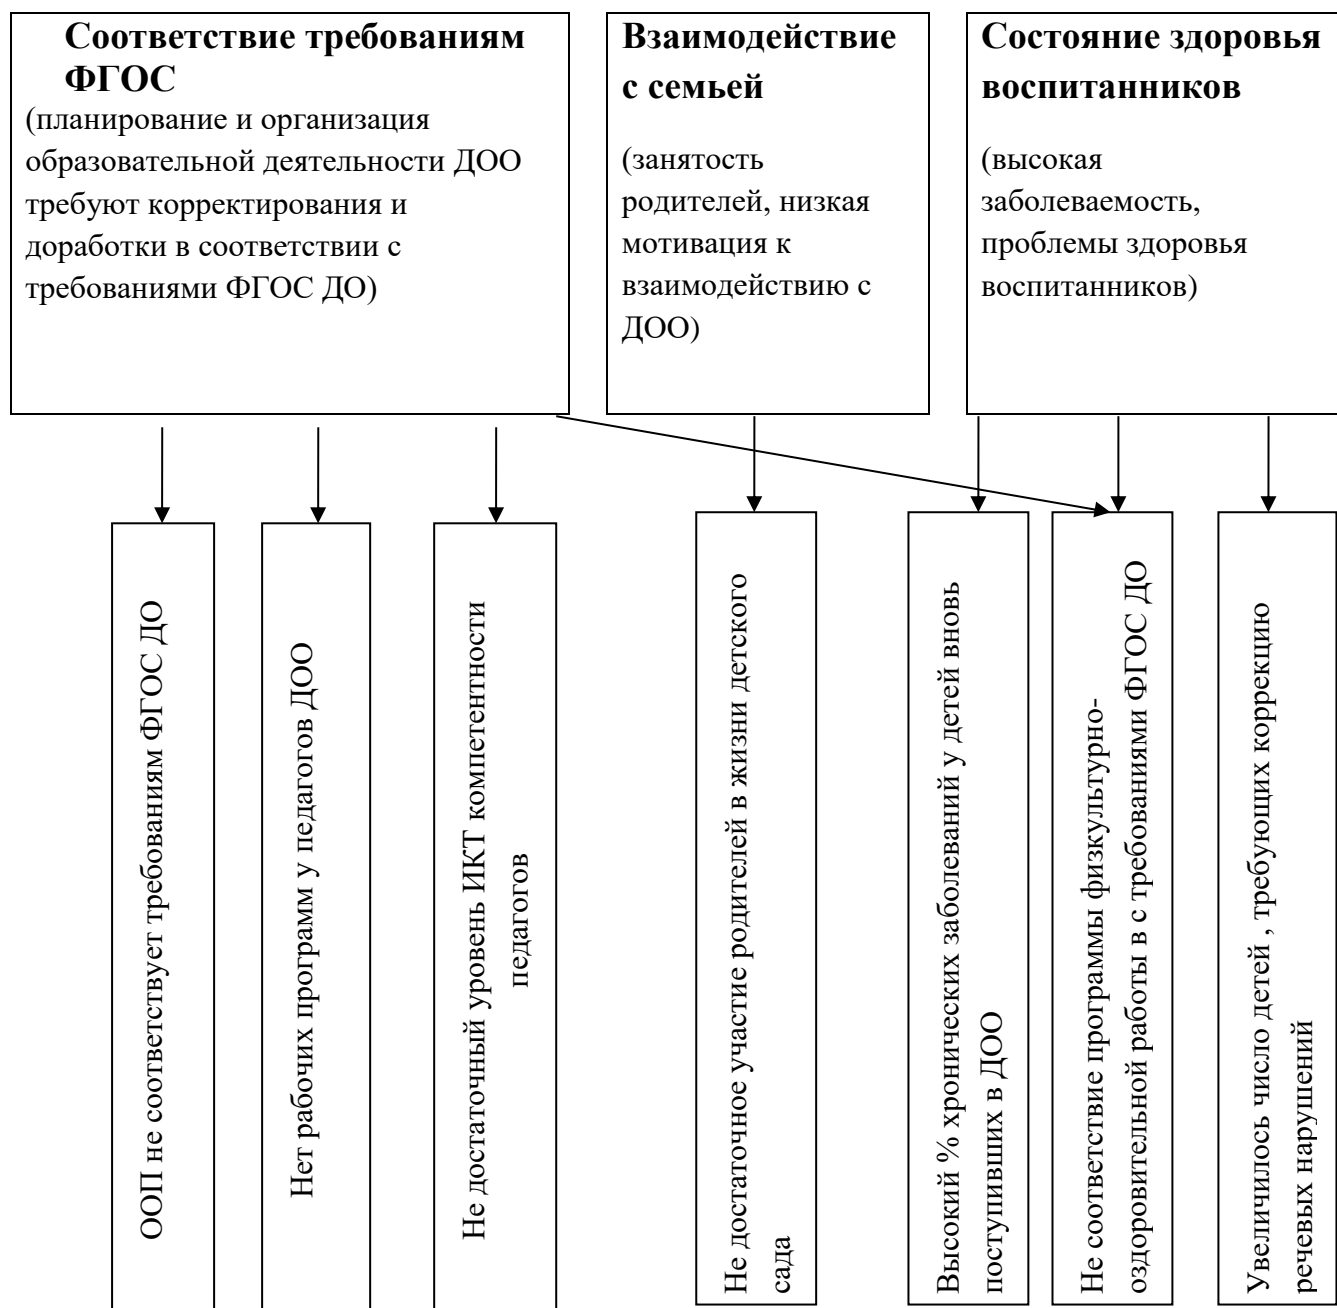 Соответствие требованиям
ФГОС
(планирование и организация
образовательной деятельности ДОО
требуют корректирования и
доработки в соответствии с
требованиями ФГОС ДО)
Взаимодействие
с семьей
(занятость
родителей, низкая
мотивация к
взаимодействию с
ДОО)
Состояние здоровья
воспитанников
(высокая
заболеваемость,
проблемы здоровья
воспитанников)
ООП не соответствует требованиям ФГОС ДО
Нет рабочих программ у педагогов ДОО
Не достаточный уровень ИКТ компетентности
педагогов
Не достаточное участие родителей в жизни детского
сада
Высокий % хронических заболеваний у детей вновь
поступивших в ДОО
Не соответствие программы физкультурно-
оздоровительной работы в с требованиями ФГОС ДО
Увеличилось число детей , требующих коррекцию
речевых нарушений